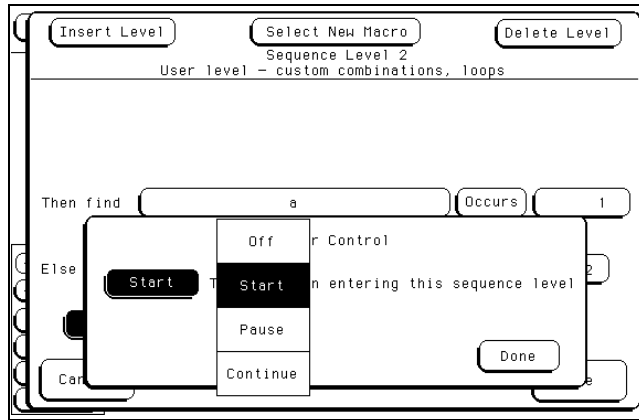 Insert Level
Select New Macro
Delete Level
Sequence Level 2
User level - custom combinations, loops
Then find
a
Occurs
1
Off
r Control
Else
2
Start
T
Start
n entering this sequence level
Pause
Done
Continue
Can
e